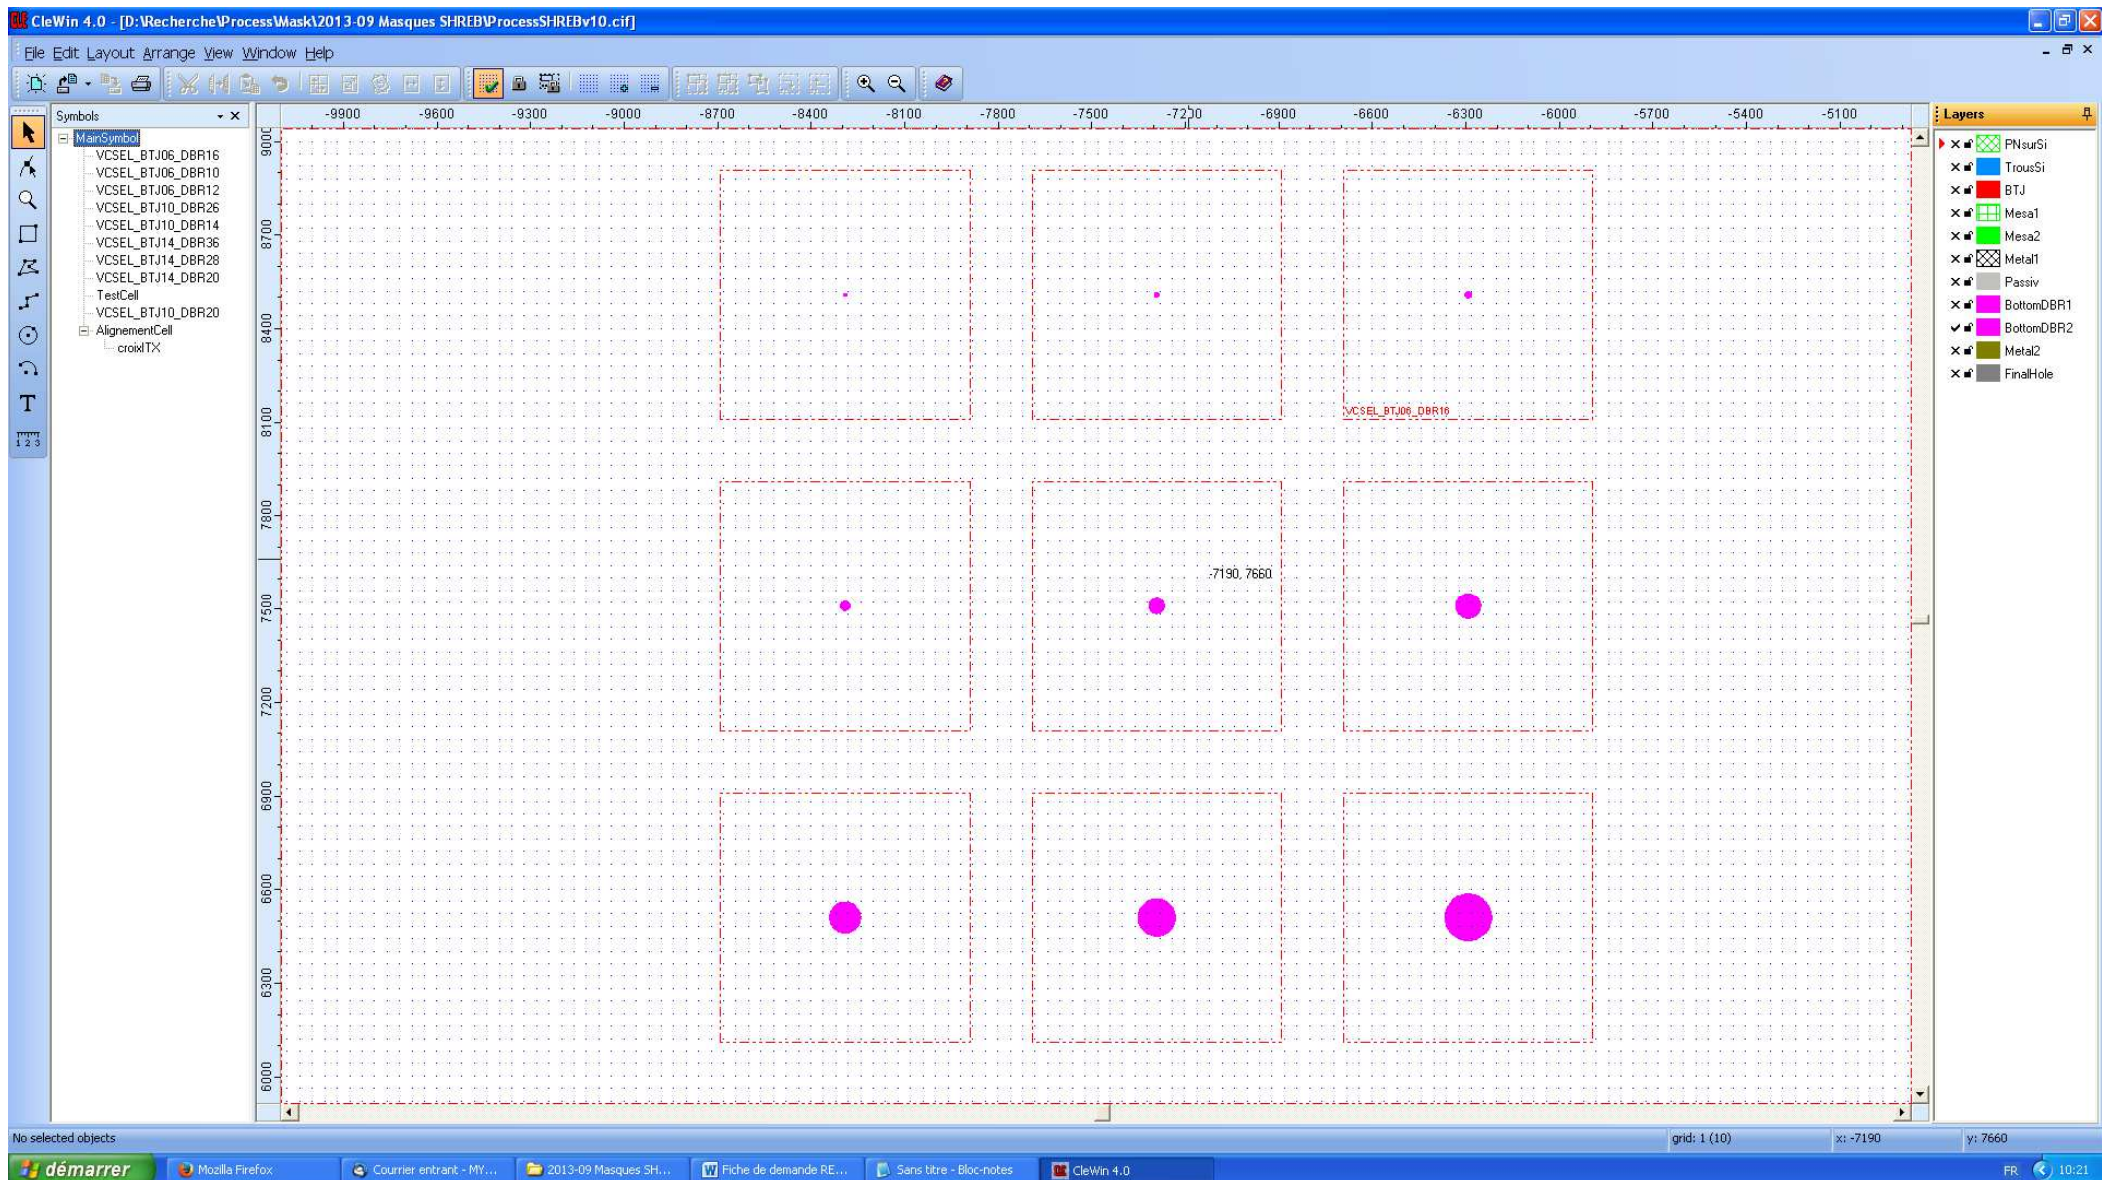 CleWin 4.0 - [D:\Recherche\Process\Mask\2013-09 Masques SHREB\ProcessSHREBv10.cif]
File Edit Layout Arrange View Window Help
Symbols
MainSymbol
VCSEL_BTJ06_DBR16
VCSEL_BTJ06_DBR10
VCSEL_BTJ06_DBR12
VCSEL_BTJ10_DBR26
VCSEL_BTJ10_DBR14
VCSEL_BTJ14_DBR36
VCSEL_BTJ14_DBR28
VCSEL_BTJ14_DBR20
TestCell
VCSEL_BTJ10_DBR20
AlignementCell
croixITX
T
1 2 3
-9900 -9600 -9300 -9000 -8700 -8400 -8100 -7800 -7500 -7200 -6900 -6600 -6300 -6000 -5700 -5400 -5100
9000
8700
8400
8100
7800
7500
7200
6900
6600
6300
6000
VCSEL_BTJ06_DBR16
-7190, 7660
Layers
PNsurSi
TrousSi
BTJ
Mesa1
Mesa2
Metal1
Passiv
BottomDBR1
BottomDBR2
Metal2
FinalHole
No selected objects
grid: 1 (10)
x: -7190
y: 7660
démarrer
Mozilla Firefox
Courrier entrant - MY...
2013-09 Masques SH...
Fiche de demande RE...
Sans titre - Bloc-notes
CleWin 4.0
FR
10:21